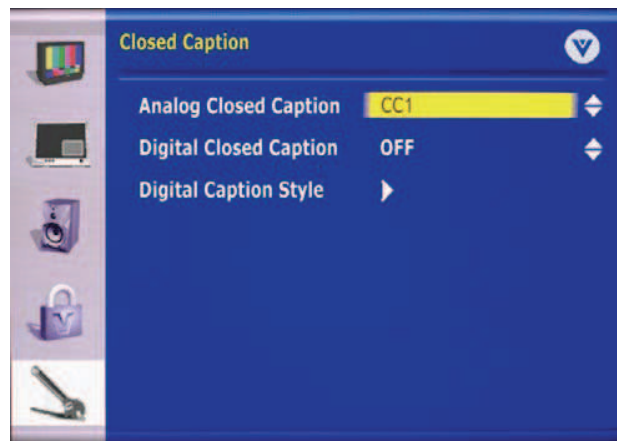 Closed Caption
Analog Closed Caption CC1
Digital Closed Caption OFF
Digital Caption Style